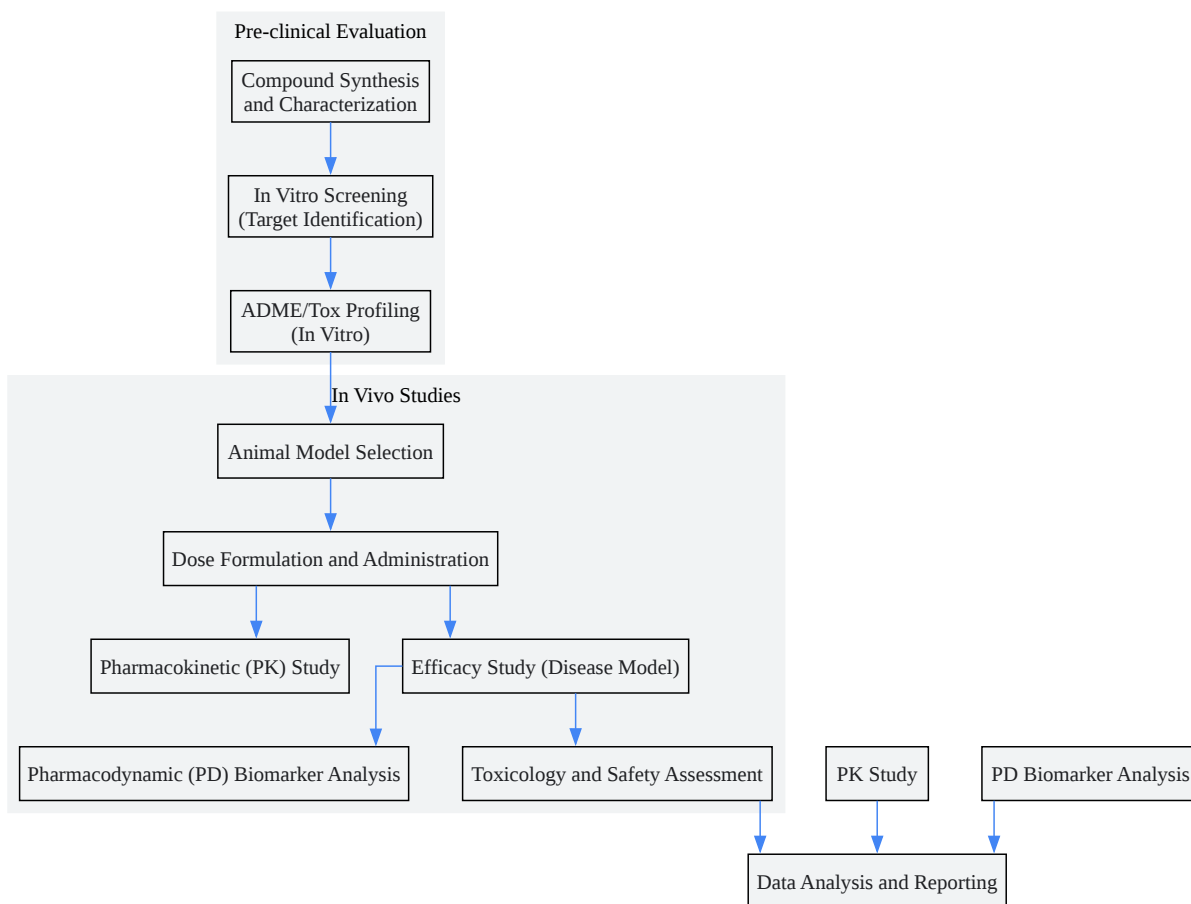 Pre-clinical Evaluation
Compound Synthesis
and Characterization
In Vitro Screening
(Target Identification)
ADME/Tox Profiling
(In Vitro)
In Vivo Studies
Animal Model Selection
Dose Formulation and Administration
Pharmacokinetic (PK) Study
Efficacy Study (Disease Model)
Pharmacodynamic (PD) Biomarker Analysis
Toxicology and Safety Assessment
PK Study
PD Biomarker Analysis
Data Analysis and Reporting